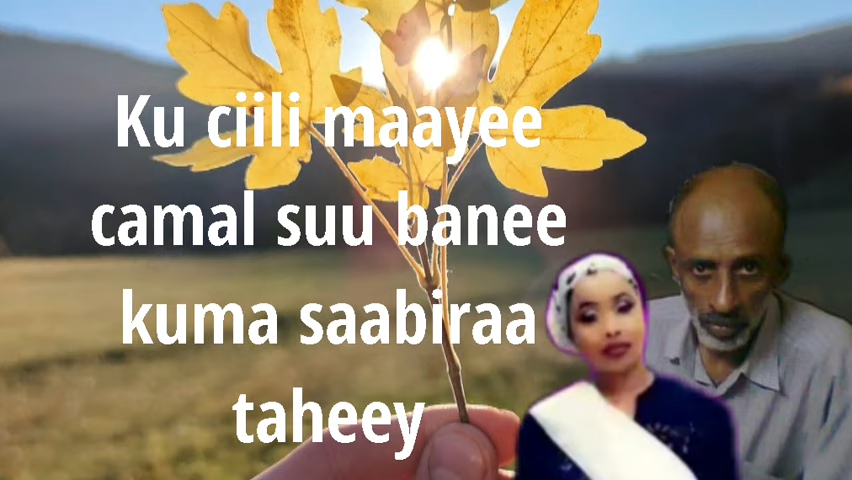 Ku ciili maayee
camal suu banee
kuma saabiraa
taheey